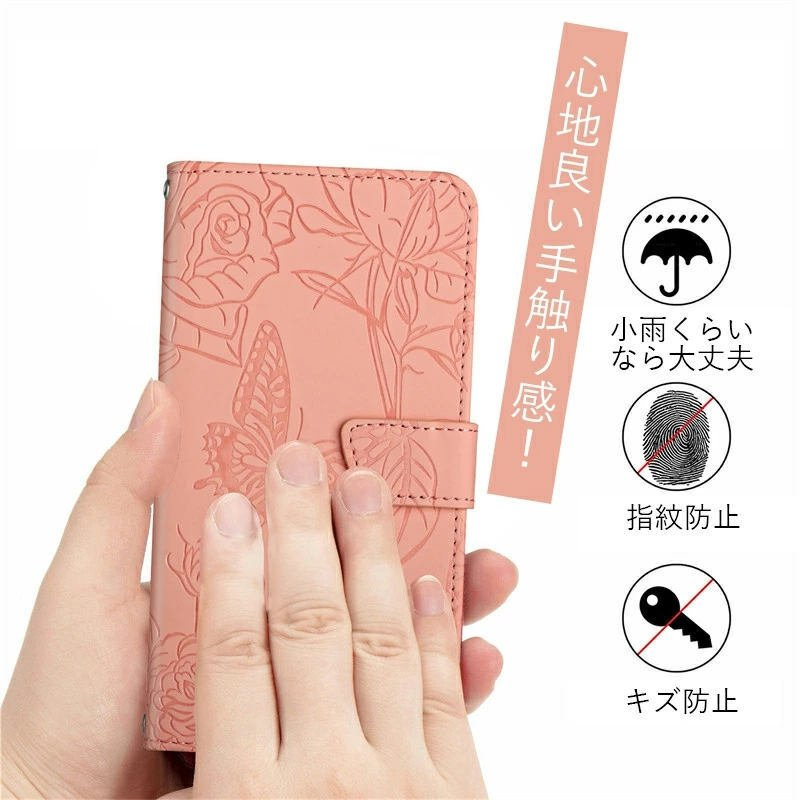 心地良い手触り感！
小雨くらい
なら大丈夫
指紋防止
キズ防止